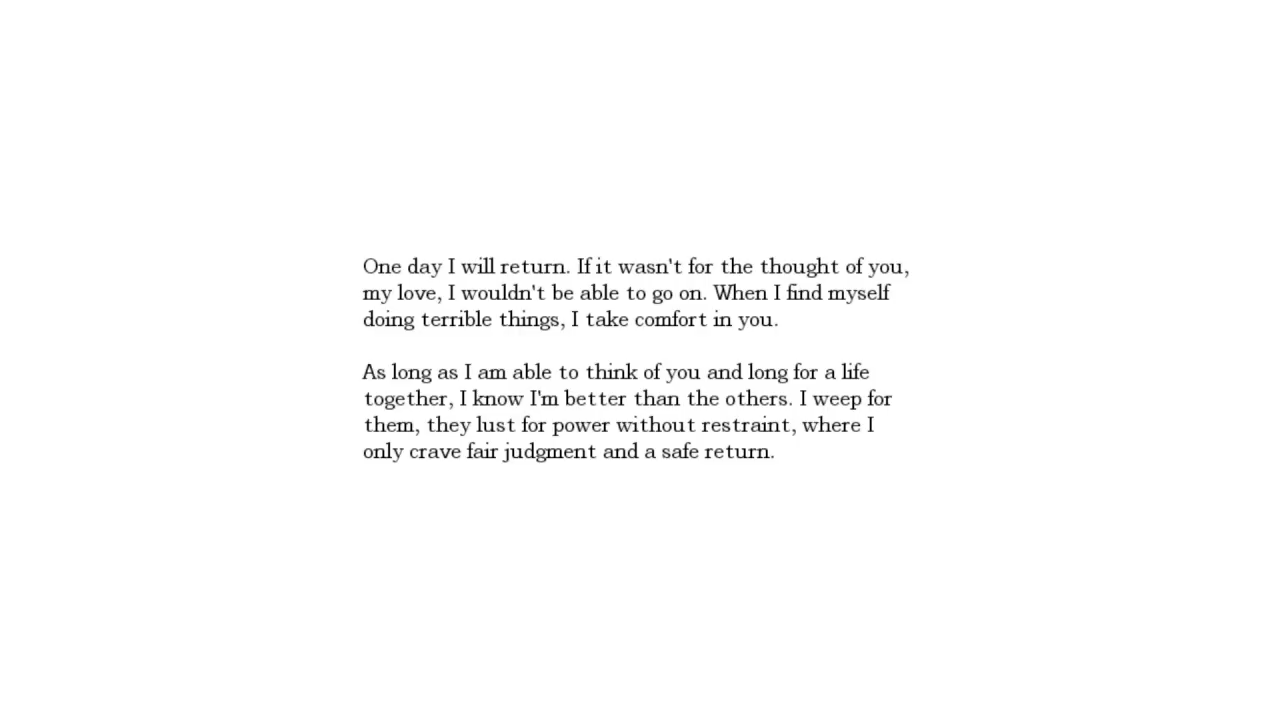 One day I will return. If it wasn't for the thought of you,
my love, I wouldn't be able to go on. When I find myself
doing terrible things, I take comfort in you.
As long as I am able to think of you and long for a life
together, I know I'm better than the others. I weep for
them, they lust for power without restraint, where I
only crave fair judgment and a safe return.